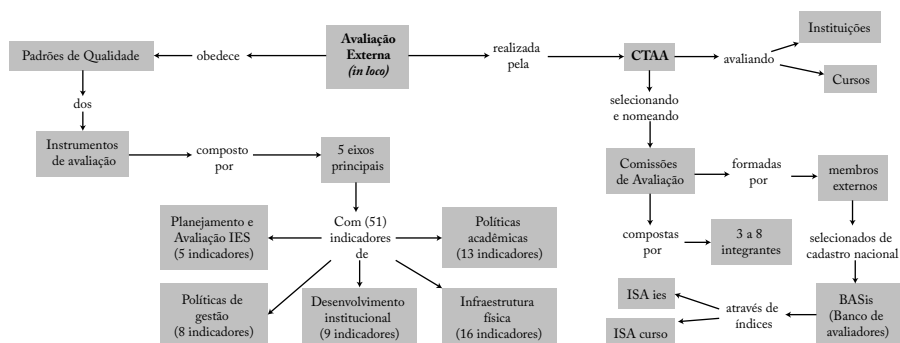 Avaliação
Externa
(in loco)
obedece
Padrões de Qualidade
dos
Instrumentos
de avaliação
composto
por
5 eixos
principais
Com (51)
indicadores
de
Planejamento e
Avaliação IES
(5 indicadores)
Políticas
acadêmicas
(13 indicadores)
Políticas de
gestão
(8 indicadores)
Desenvolvimento
institucional
(9 indicadores)
Infraestrutura
física
(16 indicadores)
realizada
pela
CTAA
avaliando
Instituições
Cursos
selecionando
e nomeando
Comissões
de Avaliação
formadas
por
membros
externos
compostas
por
3 a 8
integrantes
selecionados de
cadastro nacional
BASis
(Banco de
avaliadores)
através de
índices
ISA ies
ISA curso